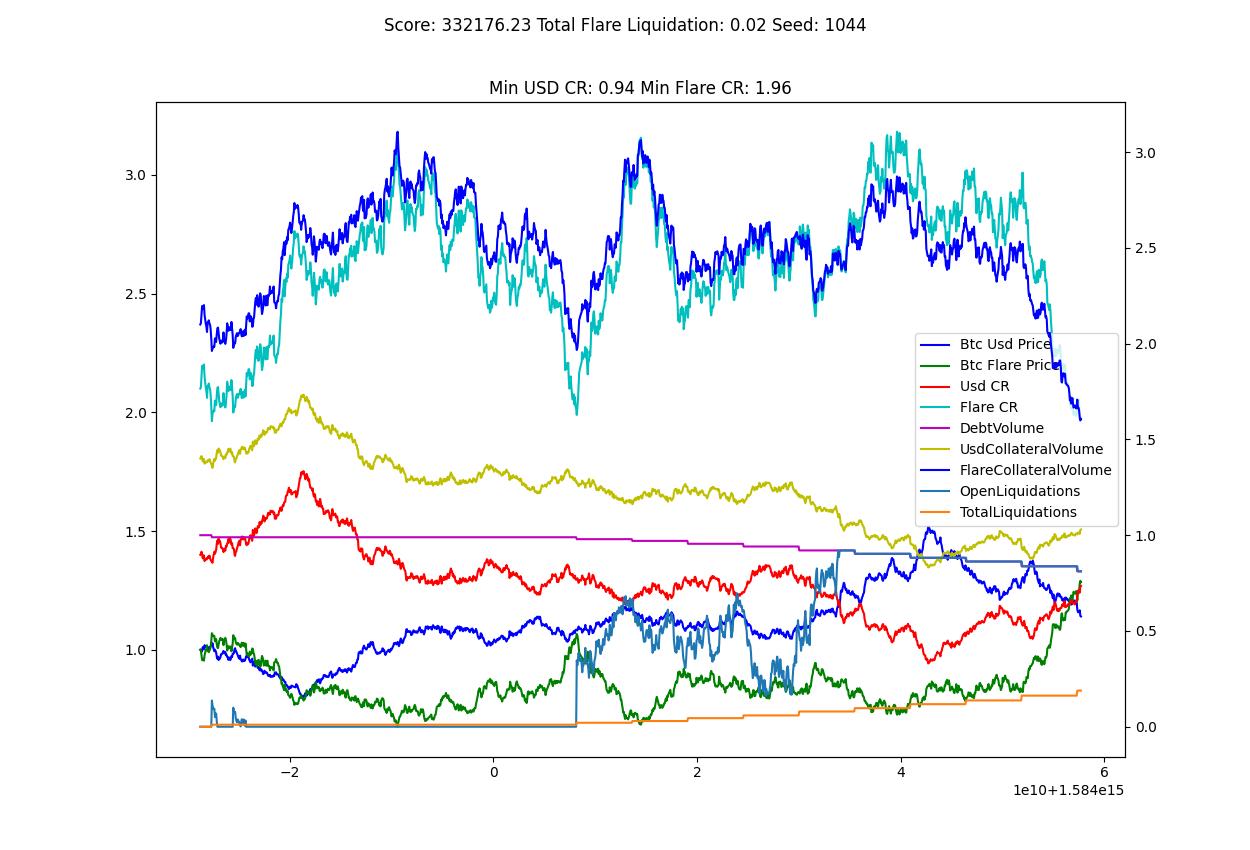 Score: 332176.23 Total Flare Liquidation: 0.02 Seed: 1044
Min USD CR: 0.94 Min Flare CR: 1.96
3.0
2.5
2.0
1.5
1.0
3.0
2.5
2.0
1.5
1.0
0.5
0.0
Btc Usd Price
Btc Flare Price
Usd CR
Flare CR
DebtVolume
UsdCollateralVolume
FlareCollateralVolume
OpenLiquidations
TotalLiquidations
−2 0 2 4 6
1e10+1.584e15